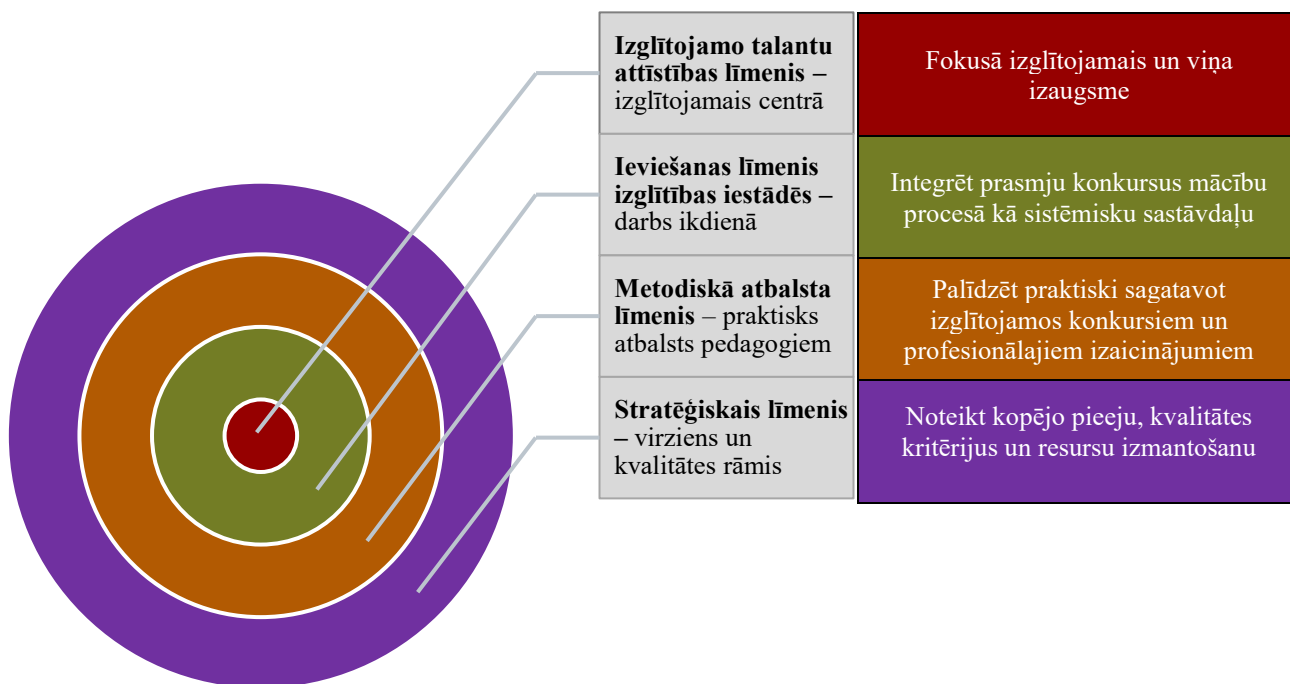 Izglītojamo talantu
attīstības līmenis –
izglītojamais centrā
Fokusā izglītojamais un viņa
izaugsme
Ieviešanas līmenis
izglītības iestādēs –
darbs ikdienā
Integrēt prasmju konkursus mācību
procesā kā sistēmisku sastāvdaļu
Metodiskā atbalsta
līmenis – praktisks
atbalsts pedagogiem
Palīdzēt praktiski sagatavot
izglītojamos konkursiem un
profesionālajiem izaicinājumiem
Stratēģiskais līmenis
– virziens un
kvalitātes rāmis
Noteikt kopējo pieeju, kvalitātes
kritērijus un resursu izmantošanu